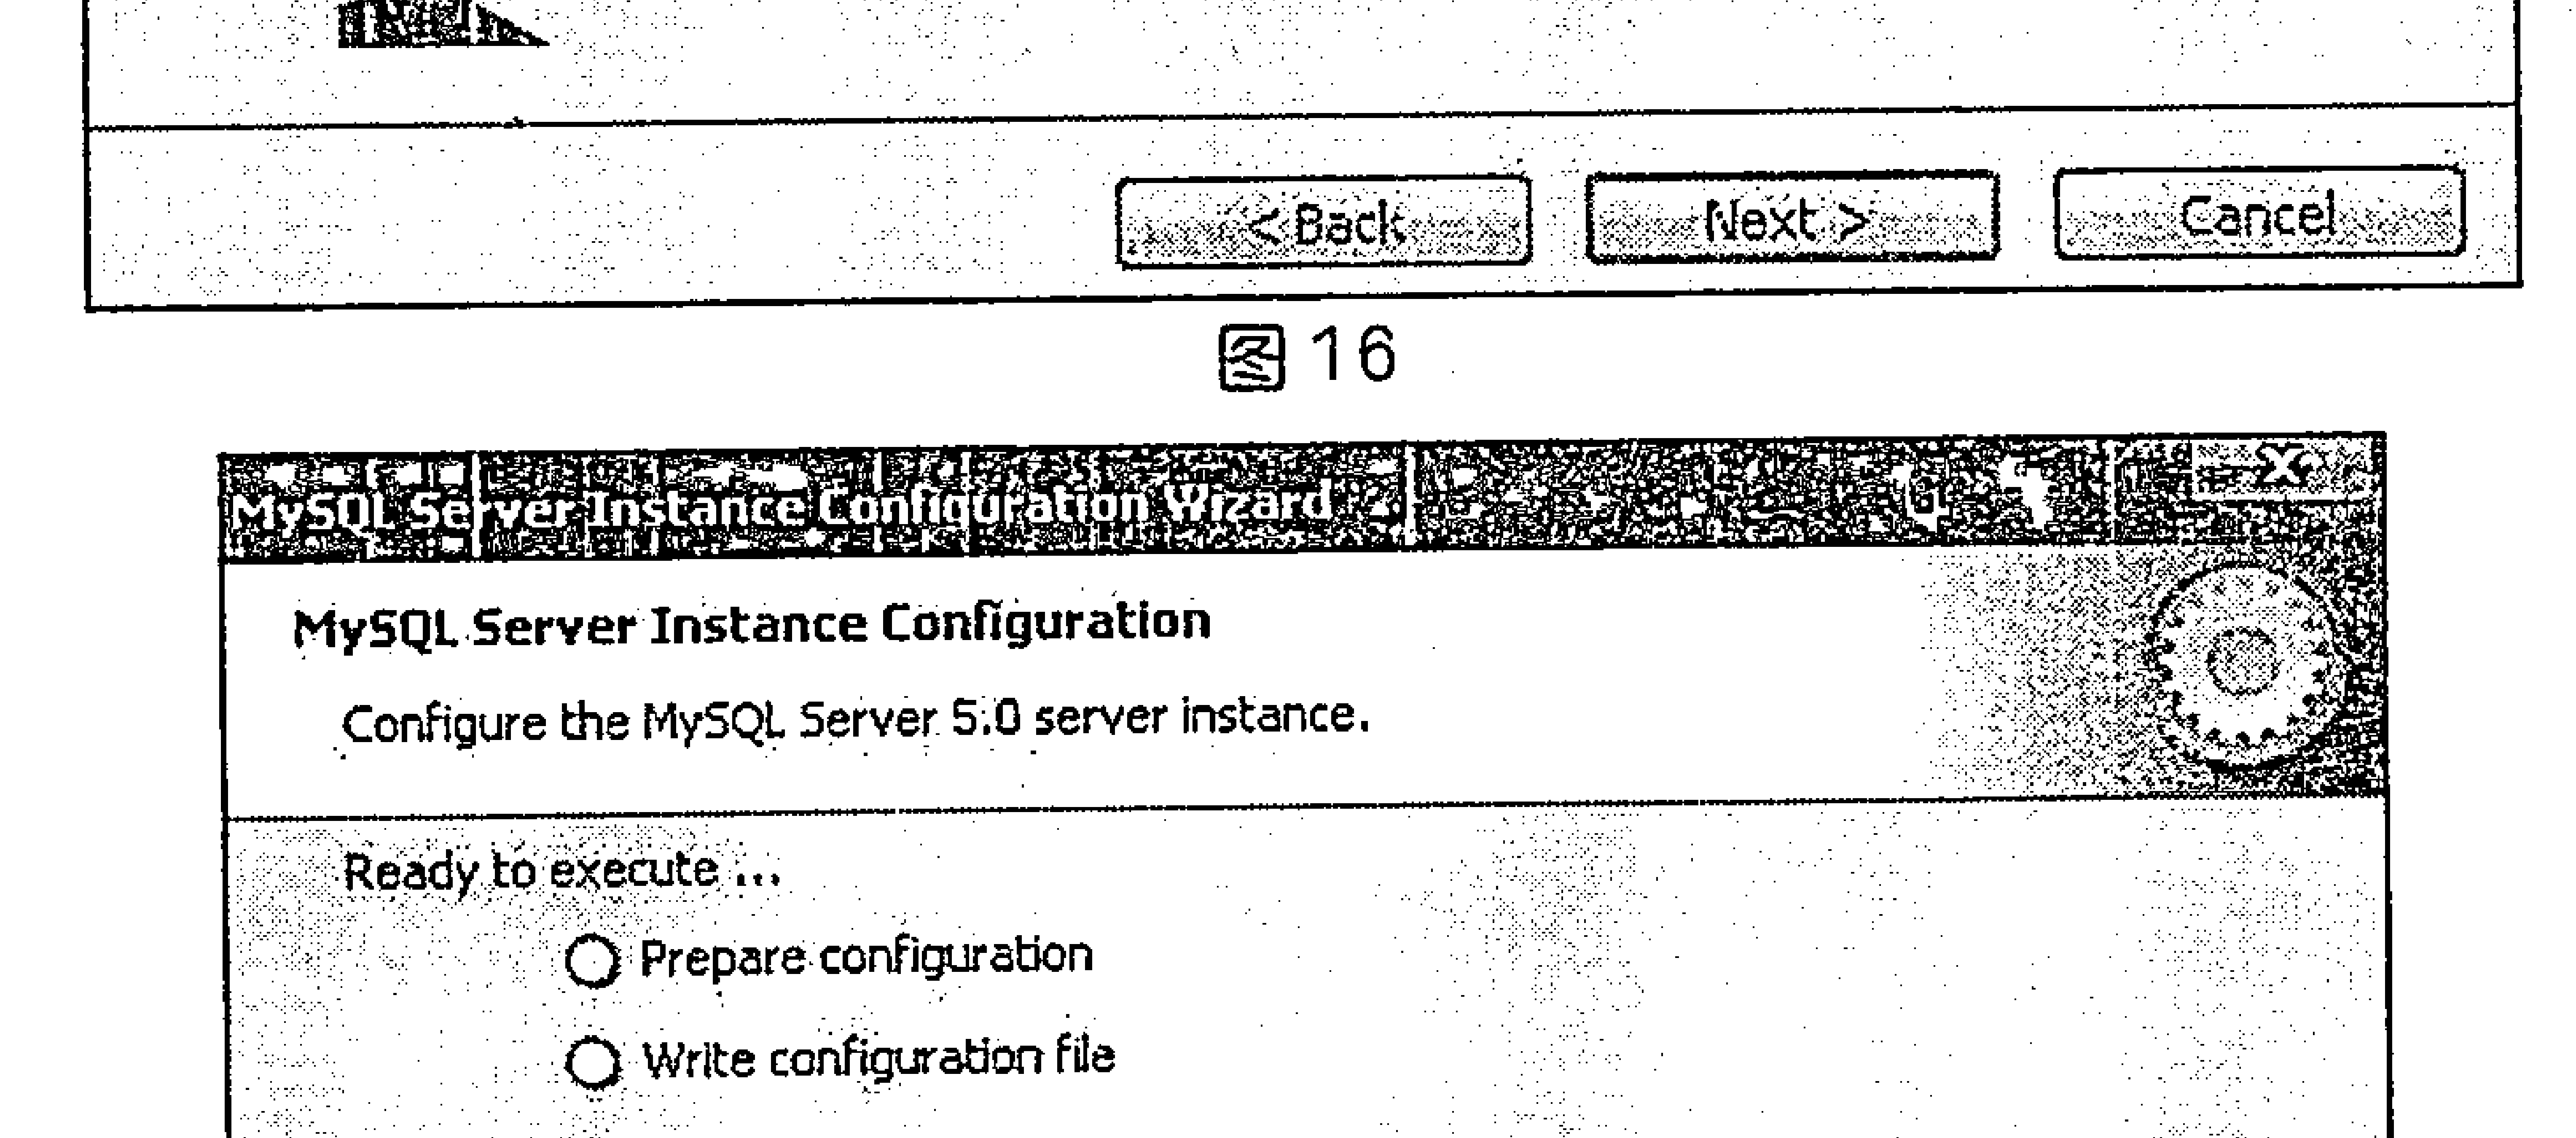 < Back Next > Cancel
图 16
MySQL Server Instance Configuration Wizard
MySQL Server Instance Configuration
Configure the MySQL Server 5.0 server instance.
Ready to execute ...
Prepare configuration
Write configuration file